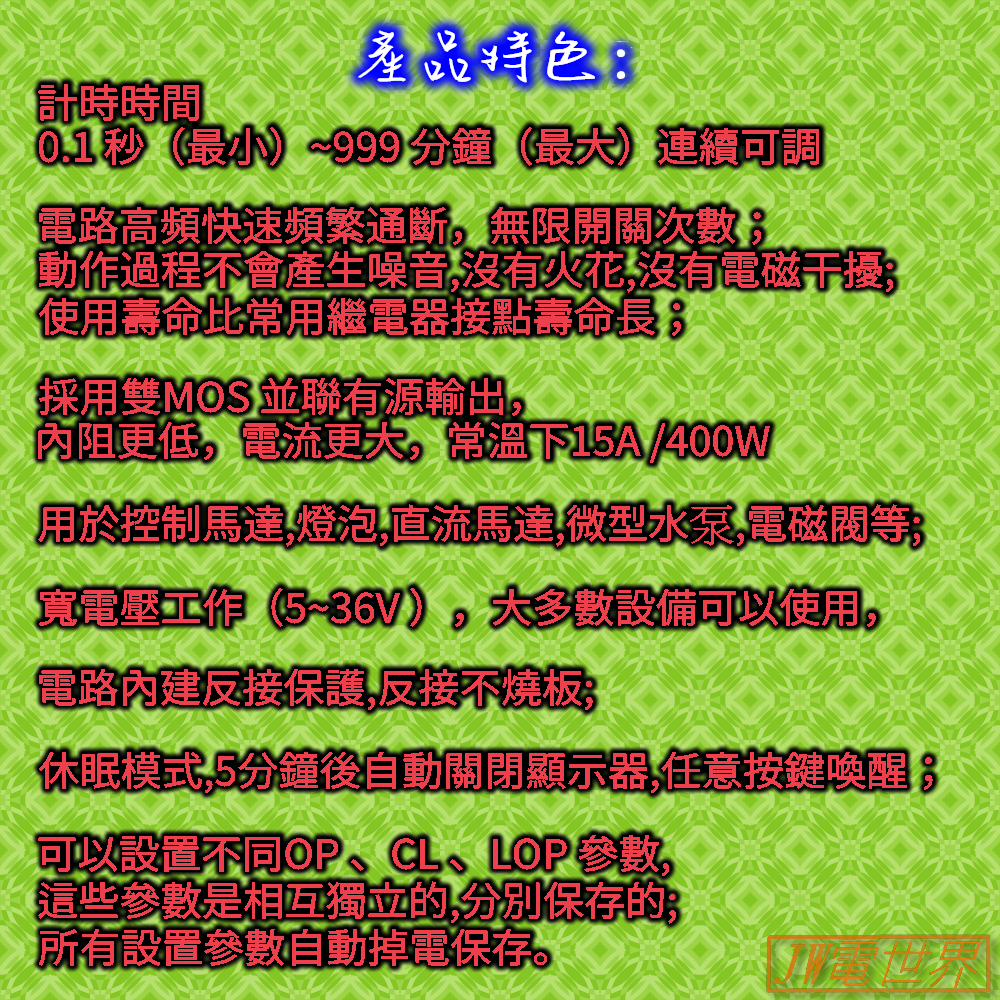 產品特色:
計時時間
0.1 秒（最小）~999 分鐘（最大）連續可調
電路高頻快速頻繁通斷，無限開關次數；
動作過程不會產生噪音,沒有火花,沒有電磁干擾;
使用壽命比常用繼電器接點壽命長；
採用雙MOS 並聯有源輸出，
內阻更低，電流更大，常溫下15A /400W
用於控制馬達,燈泡,直流馬達,微型水泵,電磁閥等;
寬電壓工作（5~36V），大多數設備可以使用，
電路內建反接保護,反接不燒板;
休眠模式,5分鐘後自動關閉顯示器,任意按鍵喚醒；
可以設置不同OP 、CL 、LOP 參數,
這些參數是相互獨立的,分別保存的;
所有設置參數自動掉電保存。
JW電世界